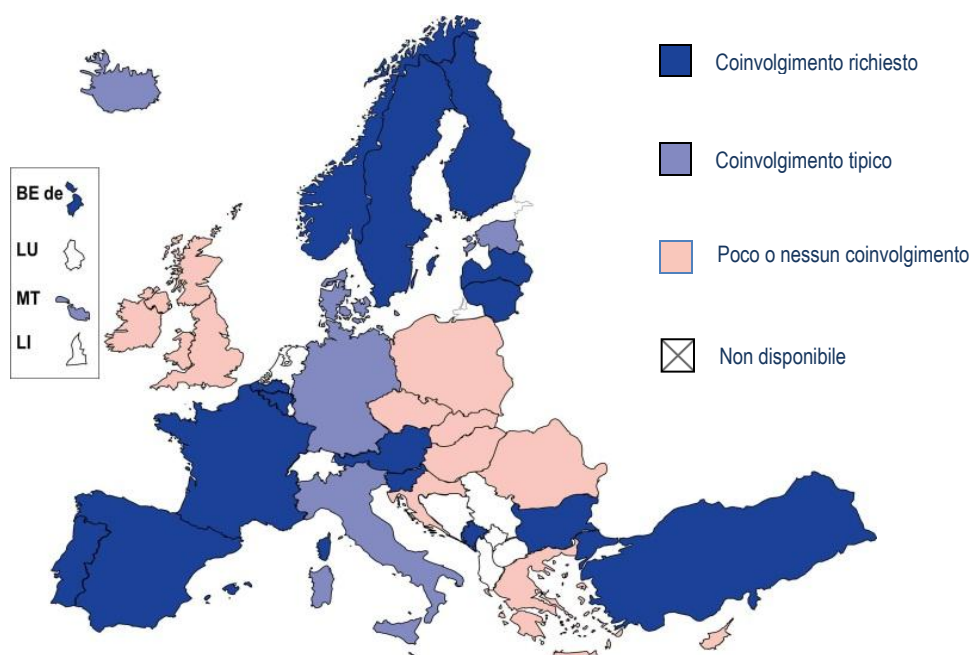 Coinvolgimento richiesto
Coinvolgimento tipico
Poco o nessun coinvolgimento
Non disponibile
BE de
LU
MT
LI